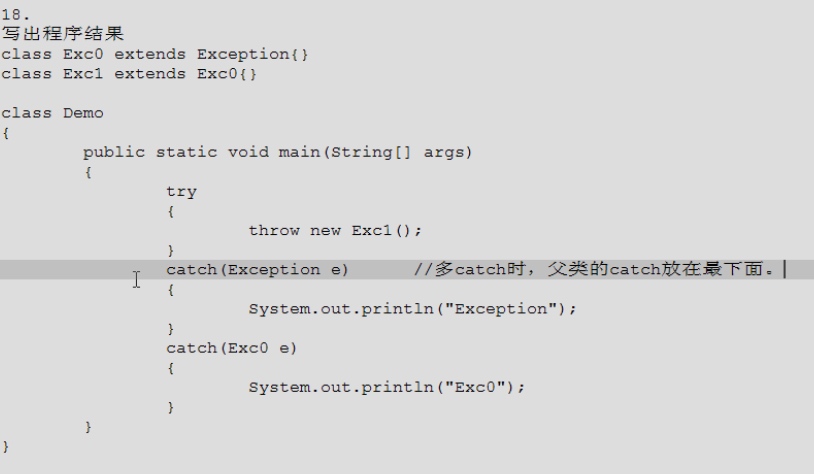 18.
写出程序结果
class Exc0 extends Exception{}
class Exc1 extends Exc0{}
class Demo
{
public static void main(String[] args)
{
try
{
throw new Exc1();
}
catch(Exception e) //多catch时，父类的catch放在最下面。
{
System.out.println("Exception");
}
catch(Exc0 e)
{
System.out.println("Exc0");
}
}
}